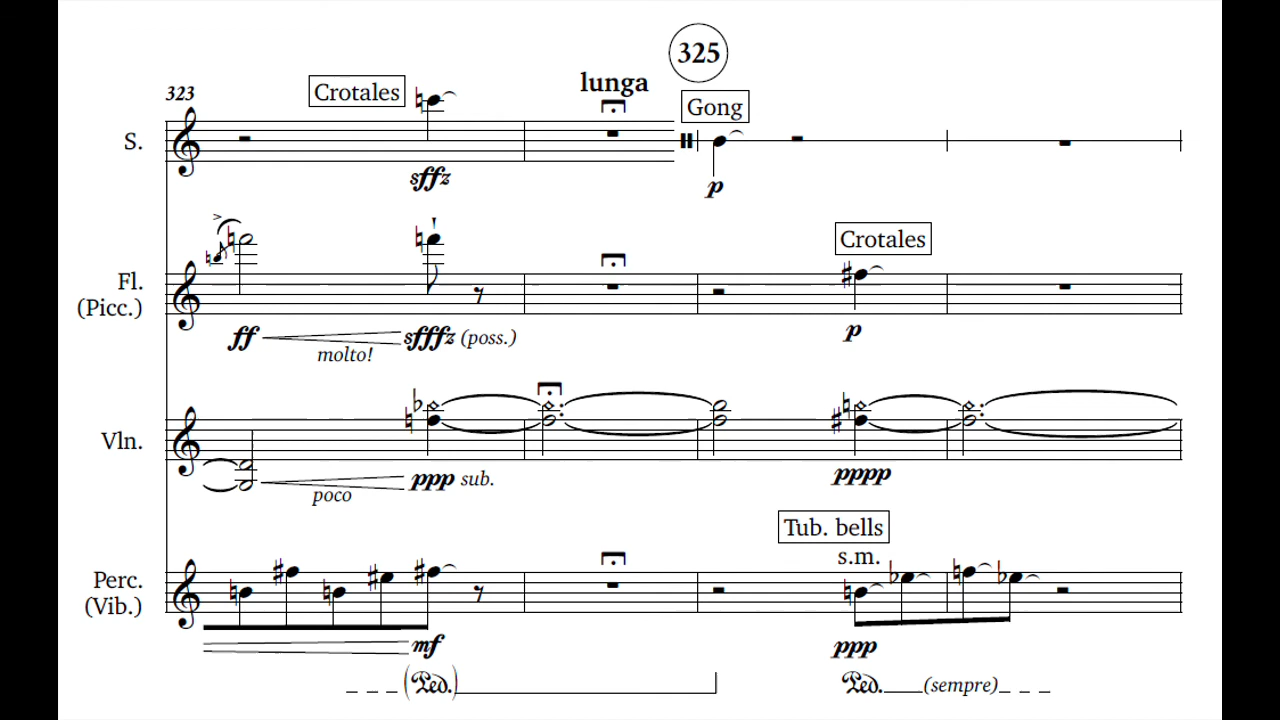 325
lunga
323
Crotales
Gong
S.
sffz
p
Crotales
Fl.
(Picc.)
ff
molto!
sfffz (poss.)
p
Vln.
poco
ppp sub.
pppp
Tub. bells
s.m.
Perc.
(Vib.)
mf
ppp
(Ped.)
Ped.
(sempre)